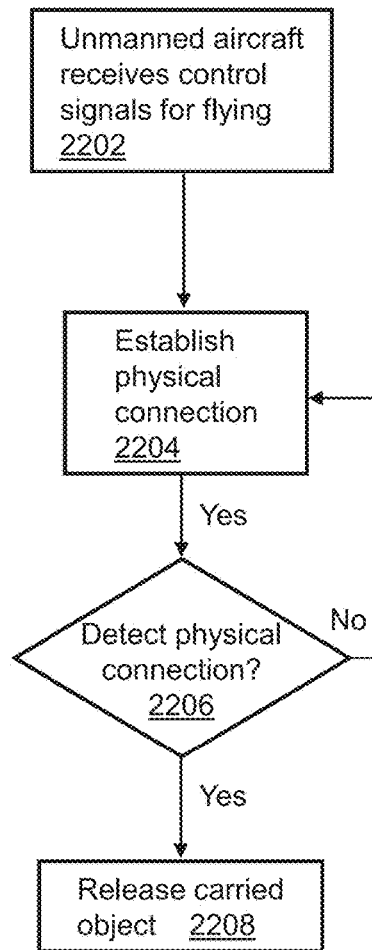 Unmanned aircraft
receives control
signals for flying
2202
Establish
physical
connection
2204
Yes
Detect physical
connection?
2206
No
Yes
Release carried
object 2208